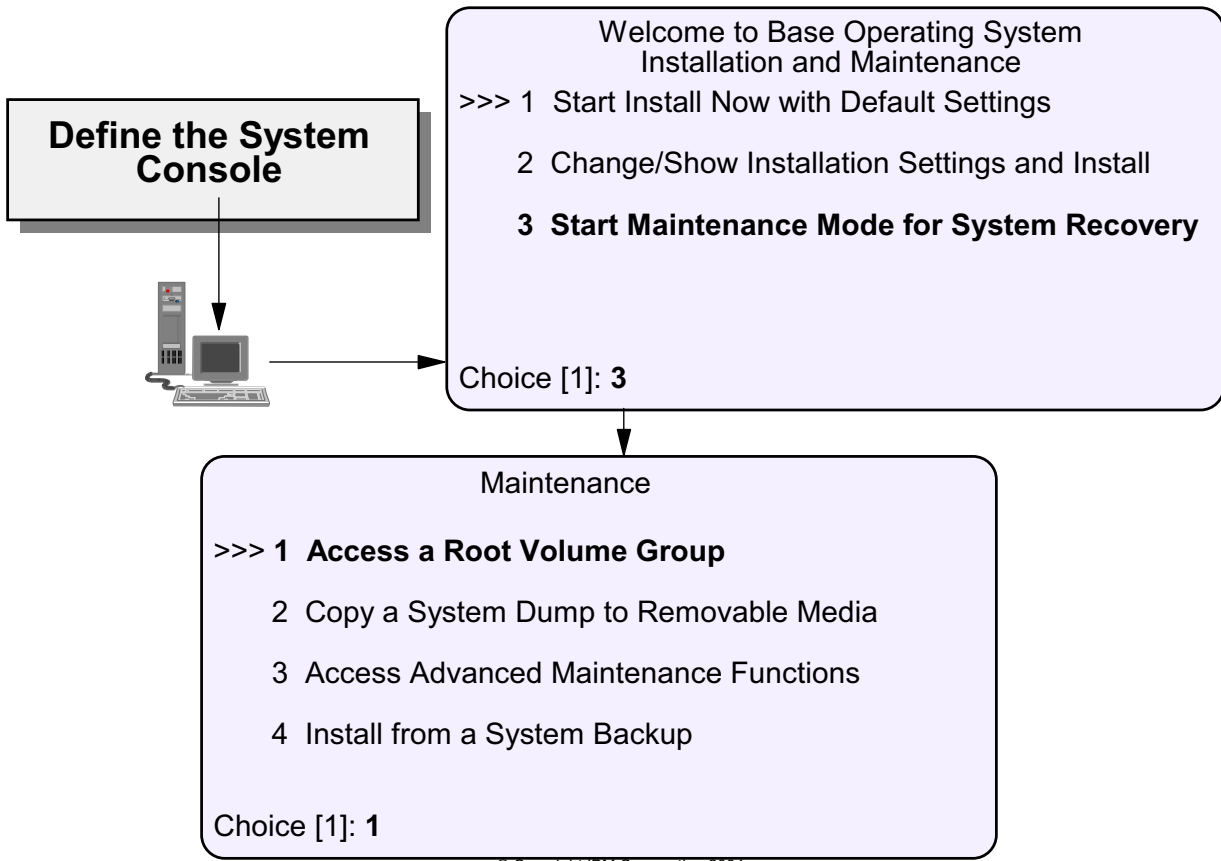 Define the System
Console
Welcome to Base Operating System
Installation and Maintenance
>>> 1 Start Install Now with Default Settings
2 Change/Show Installation Settings and Install
3 Start Maintenance Mode for System Recovery
Choice [1]: 3
Maintenance
>>> 1 Access a Root Volume Group
2 Copy a System Dump to Removable Media
3 Access Advanced Maintenance Functions
4 Install from a System Backup
Choice [1]: 1